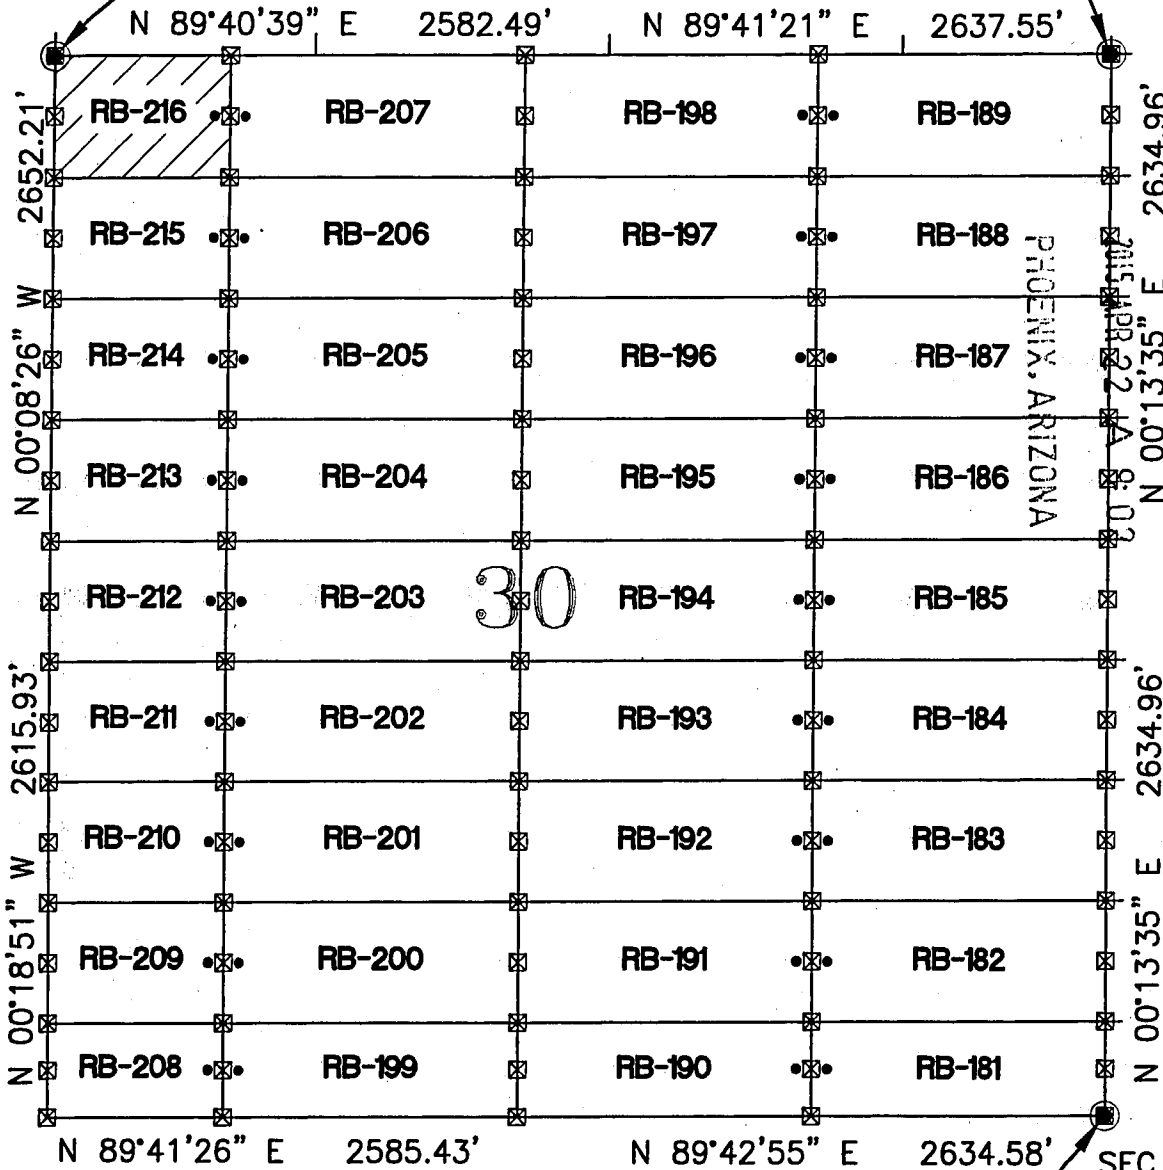 N 89°40'39" E 2582.49' N 89°41'21" E 2637.55'
RB-216 RB-207 RB-198 RB-189
RB-215 RB-206 RB-197 RB-188
RB-214 RB-205 RB-196 RB-187
RB-213 RB-204 RB-195 RB-186
RB-212 RB-203 30 RB-194 RB-185
RB-211 RB-202 RB-193 RB-184
RB-210 RB-201 RB-192 RB-183
RB-209 RB-200 RB-191 RB-182
RB-208 RB-199 RB-190 RB-181
N 00°08'26" W 2652.21'
N 00°18'51" W 2615.93'
N 00°13'35" E 2634.96'
N 00°13'35" E 2634.96'
22 A 9:03
PHOENIX, ARIZONA
N 89°41'26" E 2585.43' N 89°42'55" E 2634.58'
SEC